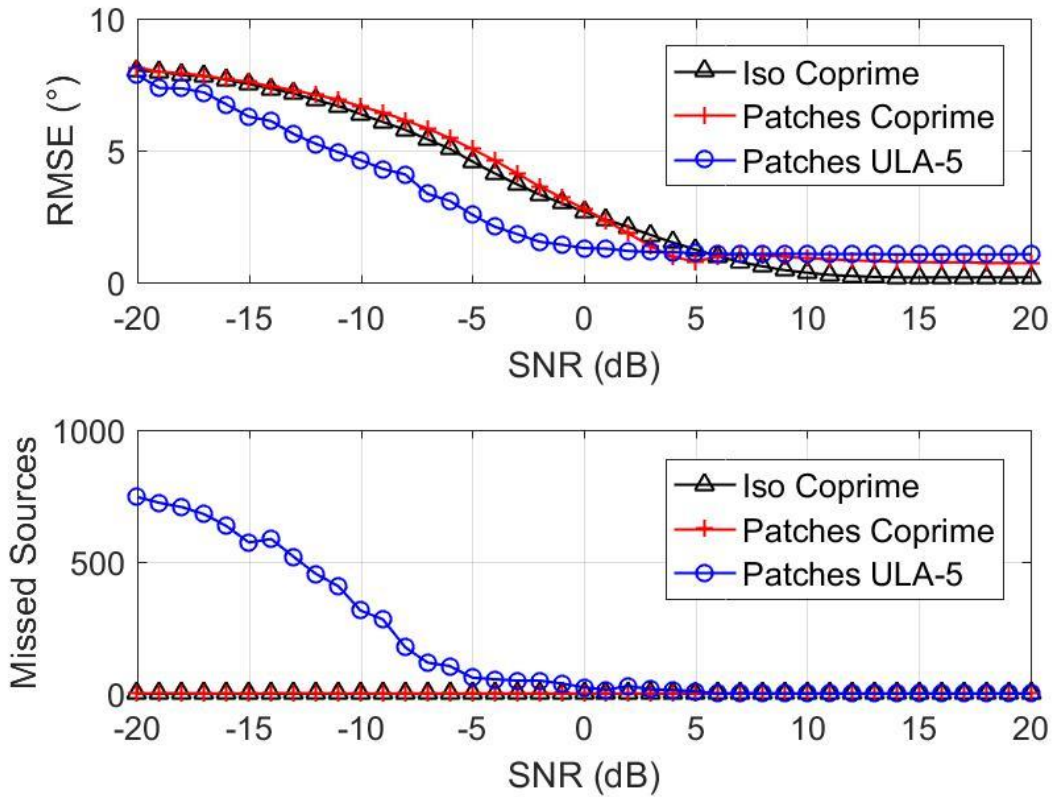 RMSE (°)
10
5
0
Iso Coprime
Patches Coprime
Patches ULA-5
-20 -15 -10 -5 0 5 10 15 20
SNR (dB)
Missed Sources
1000
500
0
Iso Coprime
Patches Coprime
Patches ULA-5
-20 -15 -10 -5 0 5 10 15 20
SNR (dB)